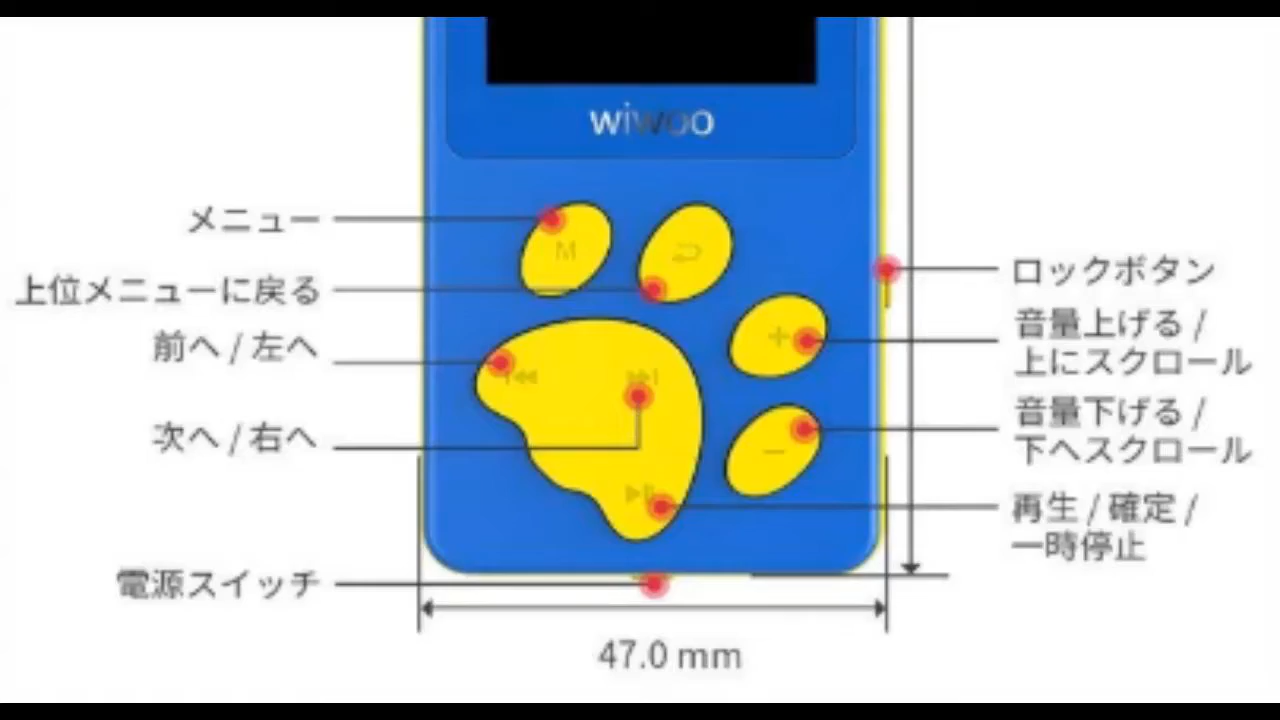 wiwoo
メニュー
上位メニューに戻る
前へ / 左へ
次へ / 右へ
電源スイッチ
M
+
−
ロックボタン
音量上げる /
上にスクロール
音量下げる /
下へスクロール
再生 / 確定 /
一時停止
47.0 mm